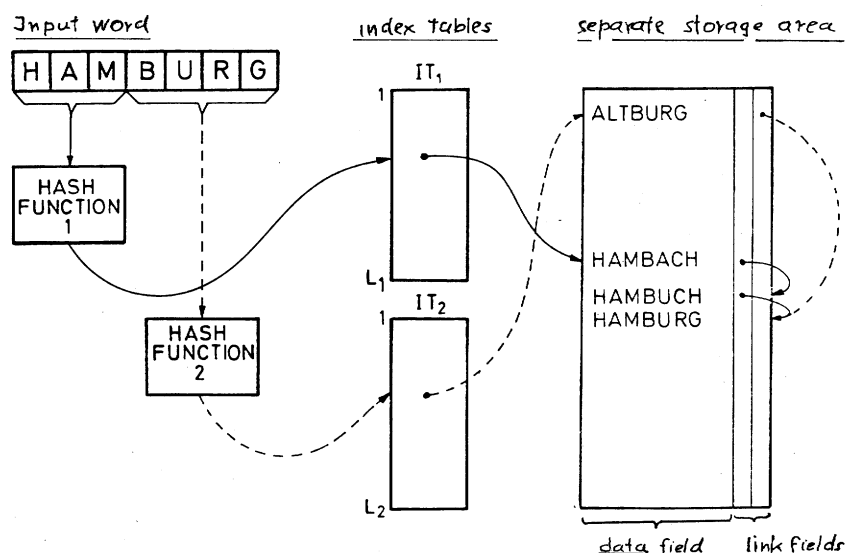 Input word
index tables
separate storage area
H A M B U R G
HASH
FUNCTION
1
HASH
FUNCTION
2
IT₁
1
L₁
IT₂
1
L₂
ALTBURG
HAMBACH
HAMBUCH
HAMBURG
data field
link fields